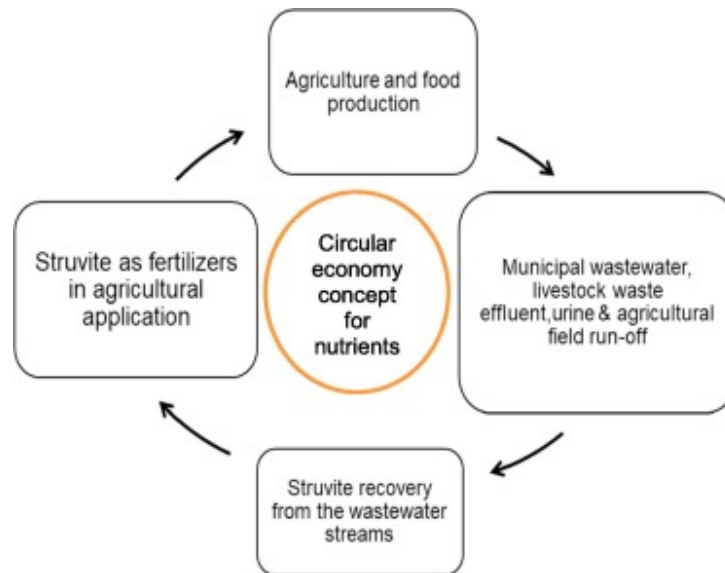 Agriculture and food
production
Municipal wastewater,
livestock waste
effluent,urine & agricultural
field run-off
Struvite recovery
from the wastewater
streams
Struvite as fertilizers
in agricultural
application
Circular
economy
concept
for
nutrients